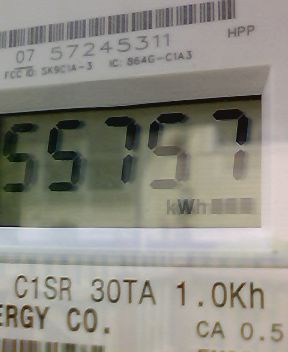 07 57245311
HPP
FCC ID: SK9C1A-3 IC: 864G-C1A3
55757
kWh
C1SR 30TA 1.0Kh
ERGY CO.
CA 0.5